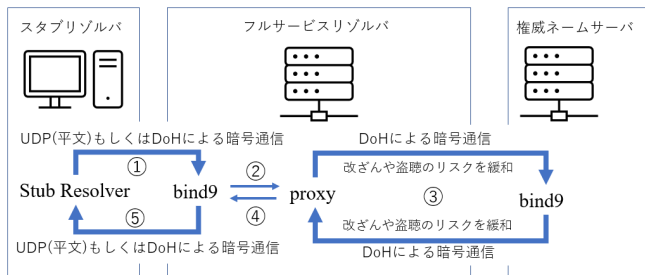 スタブリゾルバ
フルサービスリゾルバ
権威ネームサーバ
UDP(平文)もしくはDoHによる暗号通信
DoHによる暗号通信
①
②
改ざんや盗聴のリスクを緩和
Stub Resolver
bind9
proxy
③
bind9
④
⑤
改ざんや盗聴のリスクを緩和
UDP(平文)もしくはDoHによる暗号通信
DoHによる暗号通信